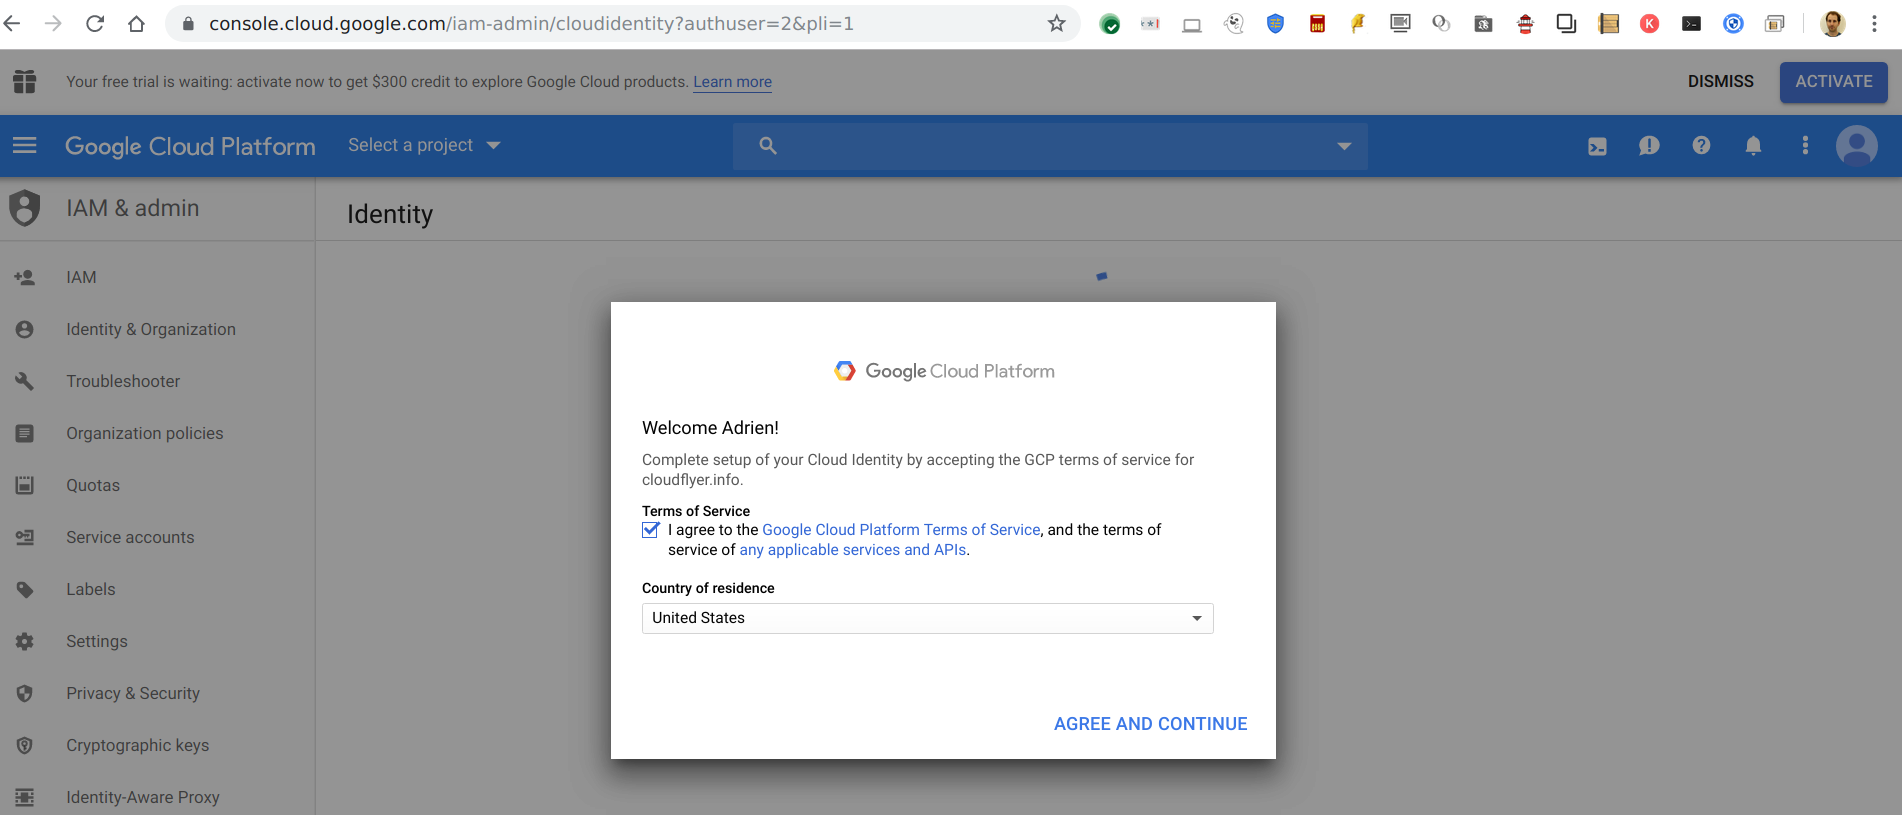 console.cloud.google.com/iam-admin/cloudidentity?authuser=2&pli=1
Your free trial is waiting: activate now to get $300 credit to explore Google Cloud products. Learn more
DISMISS
ACTIVATE
Google Cloud Platform
Select a project
IAM & admin
Identity
IAM
Identity & Organization
Troubleshooter
Organization policies
Quotas
Service accounts
Labels
Settings
Privacy & Security
Cryptographic keys
Identity-Aware Proxy
Google Cloud Platform
Welcome Adrien!
Complete setup of your Cloud Identity by accepting the GCP terms of service for
cloudflyer.info.
Terms of Service
I agree to the Google Cloud Platform Terms of Service, and the terms of
service of any applicable services and APIs.
Country of residence
United States
AGREE AND CONTINUE